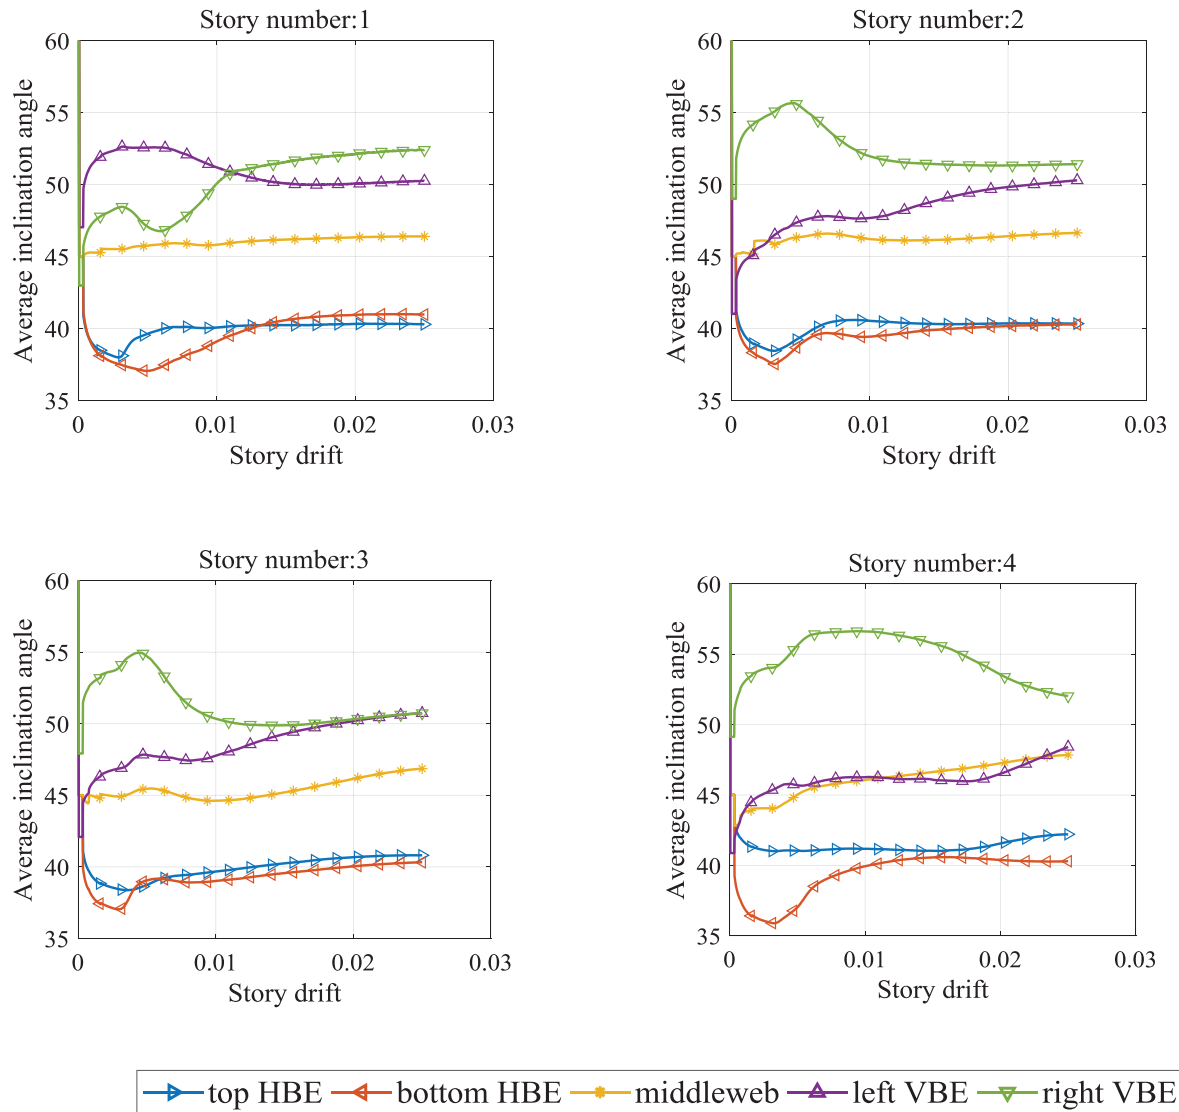 Story number:1
60
55
50
45
40
35
Average inclination angle
0 0.01 0.02 0.03
Story drift
Story number:2
60
55
50
45
40
35
Average inclination angle
0 0.01 0.02 0.03
Story drift
Story number:3
60
55
50
45
40
35
Average inclination angle
0 0.01 0.02 0.03
Story drift
Story number:4
60
55
50
45
40
35
Average inclination angle
0 0.01 0.02 0.03
Story drift
top HBE bottom HBE middleweb left VBE right VBE